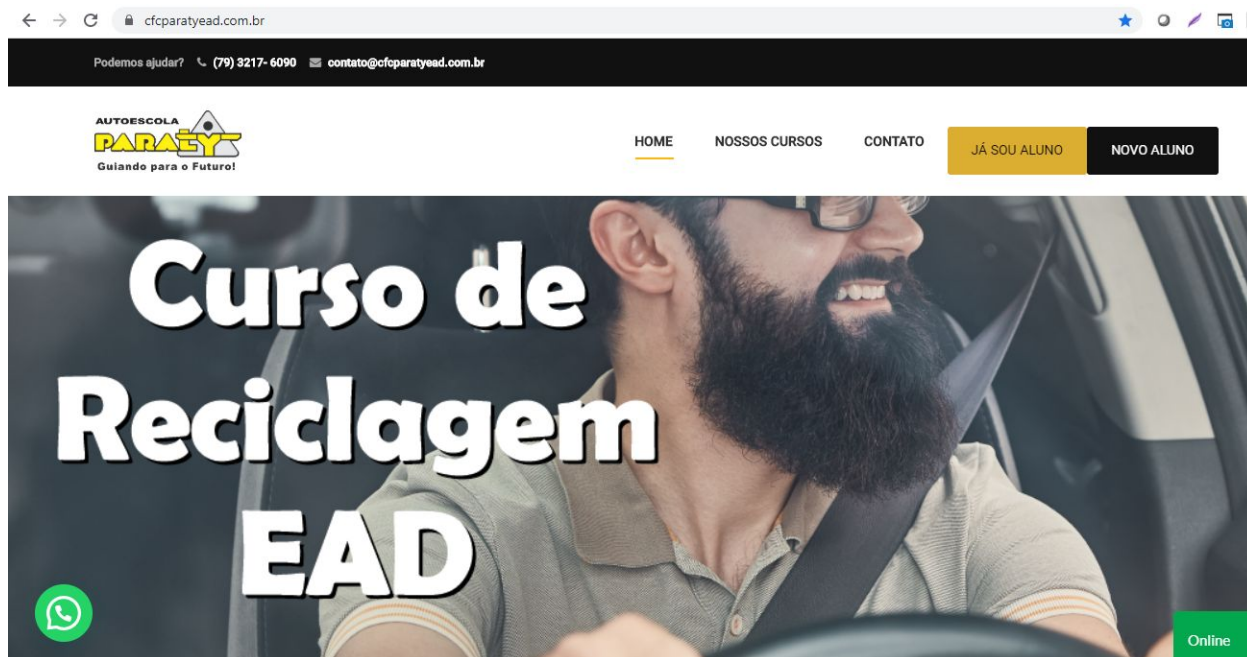 cfcparatyead.com.br
Podemos ajudar? (79) 3217- 6090 contato@cfcparatyead.com.br
AUTOESCOLA
PARATY
Guiando para o Futuro!
HOME NOSSOS CURSOS CONTATO JÁ SOU ALUNO NOVO ALUNO
Curso de
Reciclagem
EAD
Online